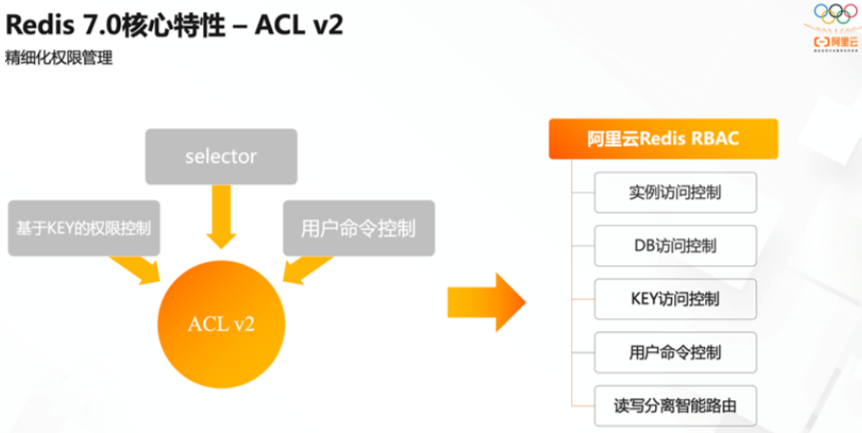 Redis 7.0核心特性 – ACL v2
精细化权限管理
阿里云
selector
基于KEY的权限控制
用户命令控制
ACL v2
阿里云Redis RBAC
实例访问控制
DB访问控制
KEY访问控制
用户命令控制
读写分离智能路由